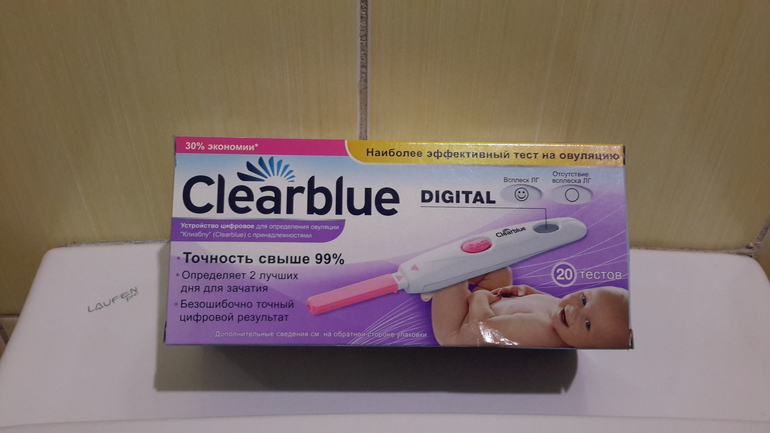 30% экономии*
Наиболее эффективный тест на овуляцию
Clearblue
DIGITAL
Всплеск ЛГ
Отсутствие
всплеска ЛГ
Устройство цифровое для определения овуляции
"Клиаблу" (Clearblue) с принадлежностями
Clearblue
• Точность свыше 99%
• Определяет 2 лучших
дня для зачатия
• Безошибочно точный
цифровой результат
20 тестов
Дополнительные сведения см. на обратной стороне упаковки
LAUFEN